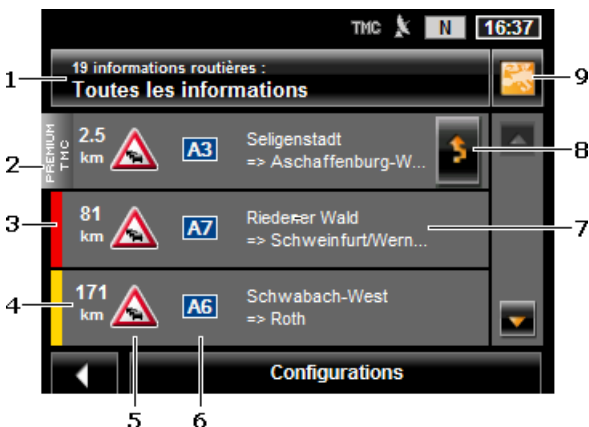 TMC N 16:37
1 19 informations routières :
Toutes les informations 9
2 PREMIUM TMC 2.5 km A3 Seligenstadt
=> Aschaffenburg-W... 8
3 81 km A7 Riedener Wald
=> Schweinfurt/Wern... 7
4 171 km A6 Schwabach-West
=> Roth
Configurations
5 6